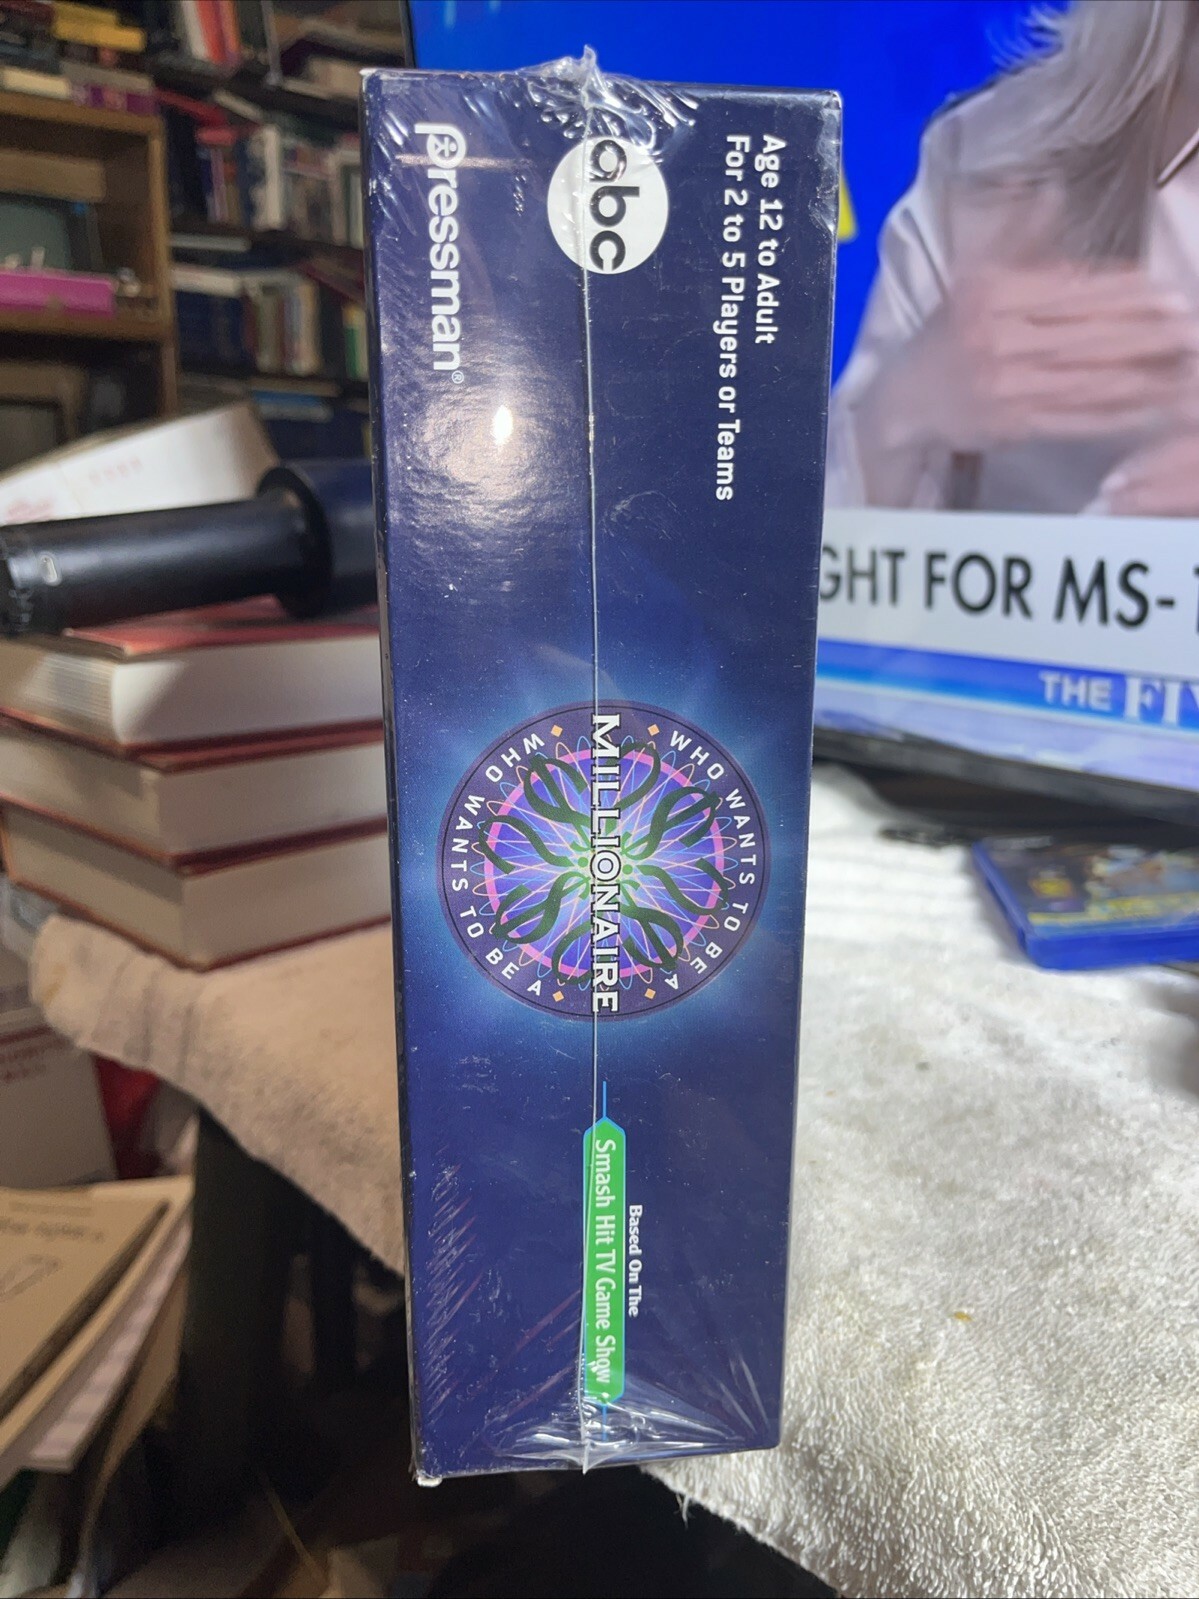 Age 12 to Adult
For 2 to 5 Players or Teams
abc
Pressman®
WHO WANTS TO BE A
MILLIONAIRE
WHO WANTS TO BE A
Based On The
Smash Hit TV Game Show
GHT FOR MS-
THE FIV